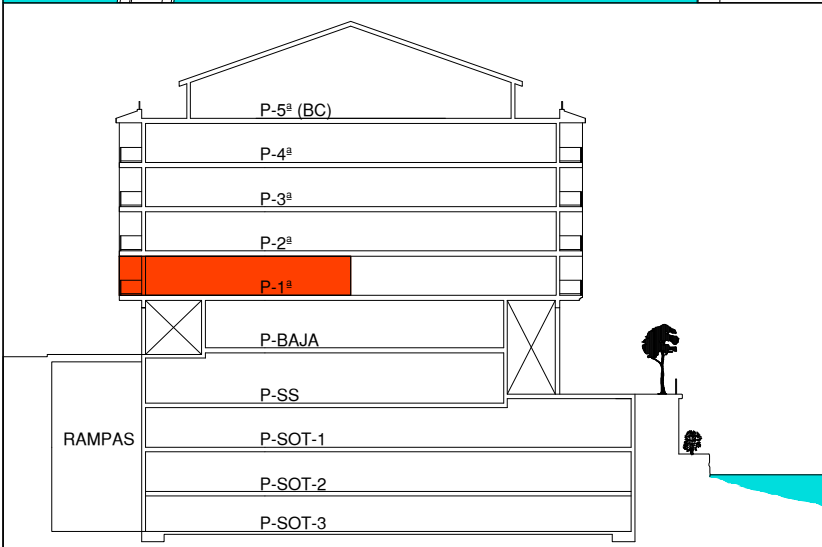 P-5ª (BC)
P-4ª
P-3ª
P-2ª
P-1ª
P-BAJA
P-SS
RAMPAS
P-SOT-1
P-SOT-2
P-SOT-3